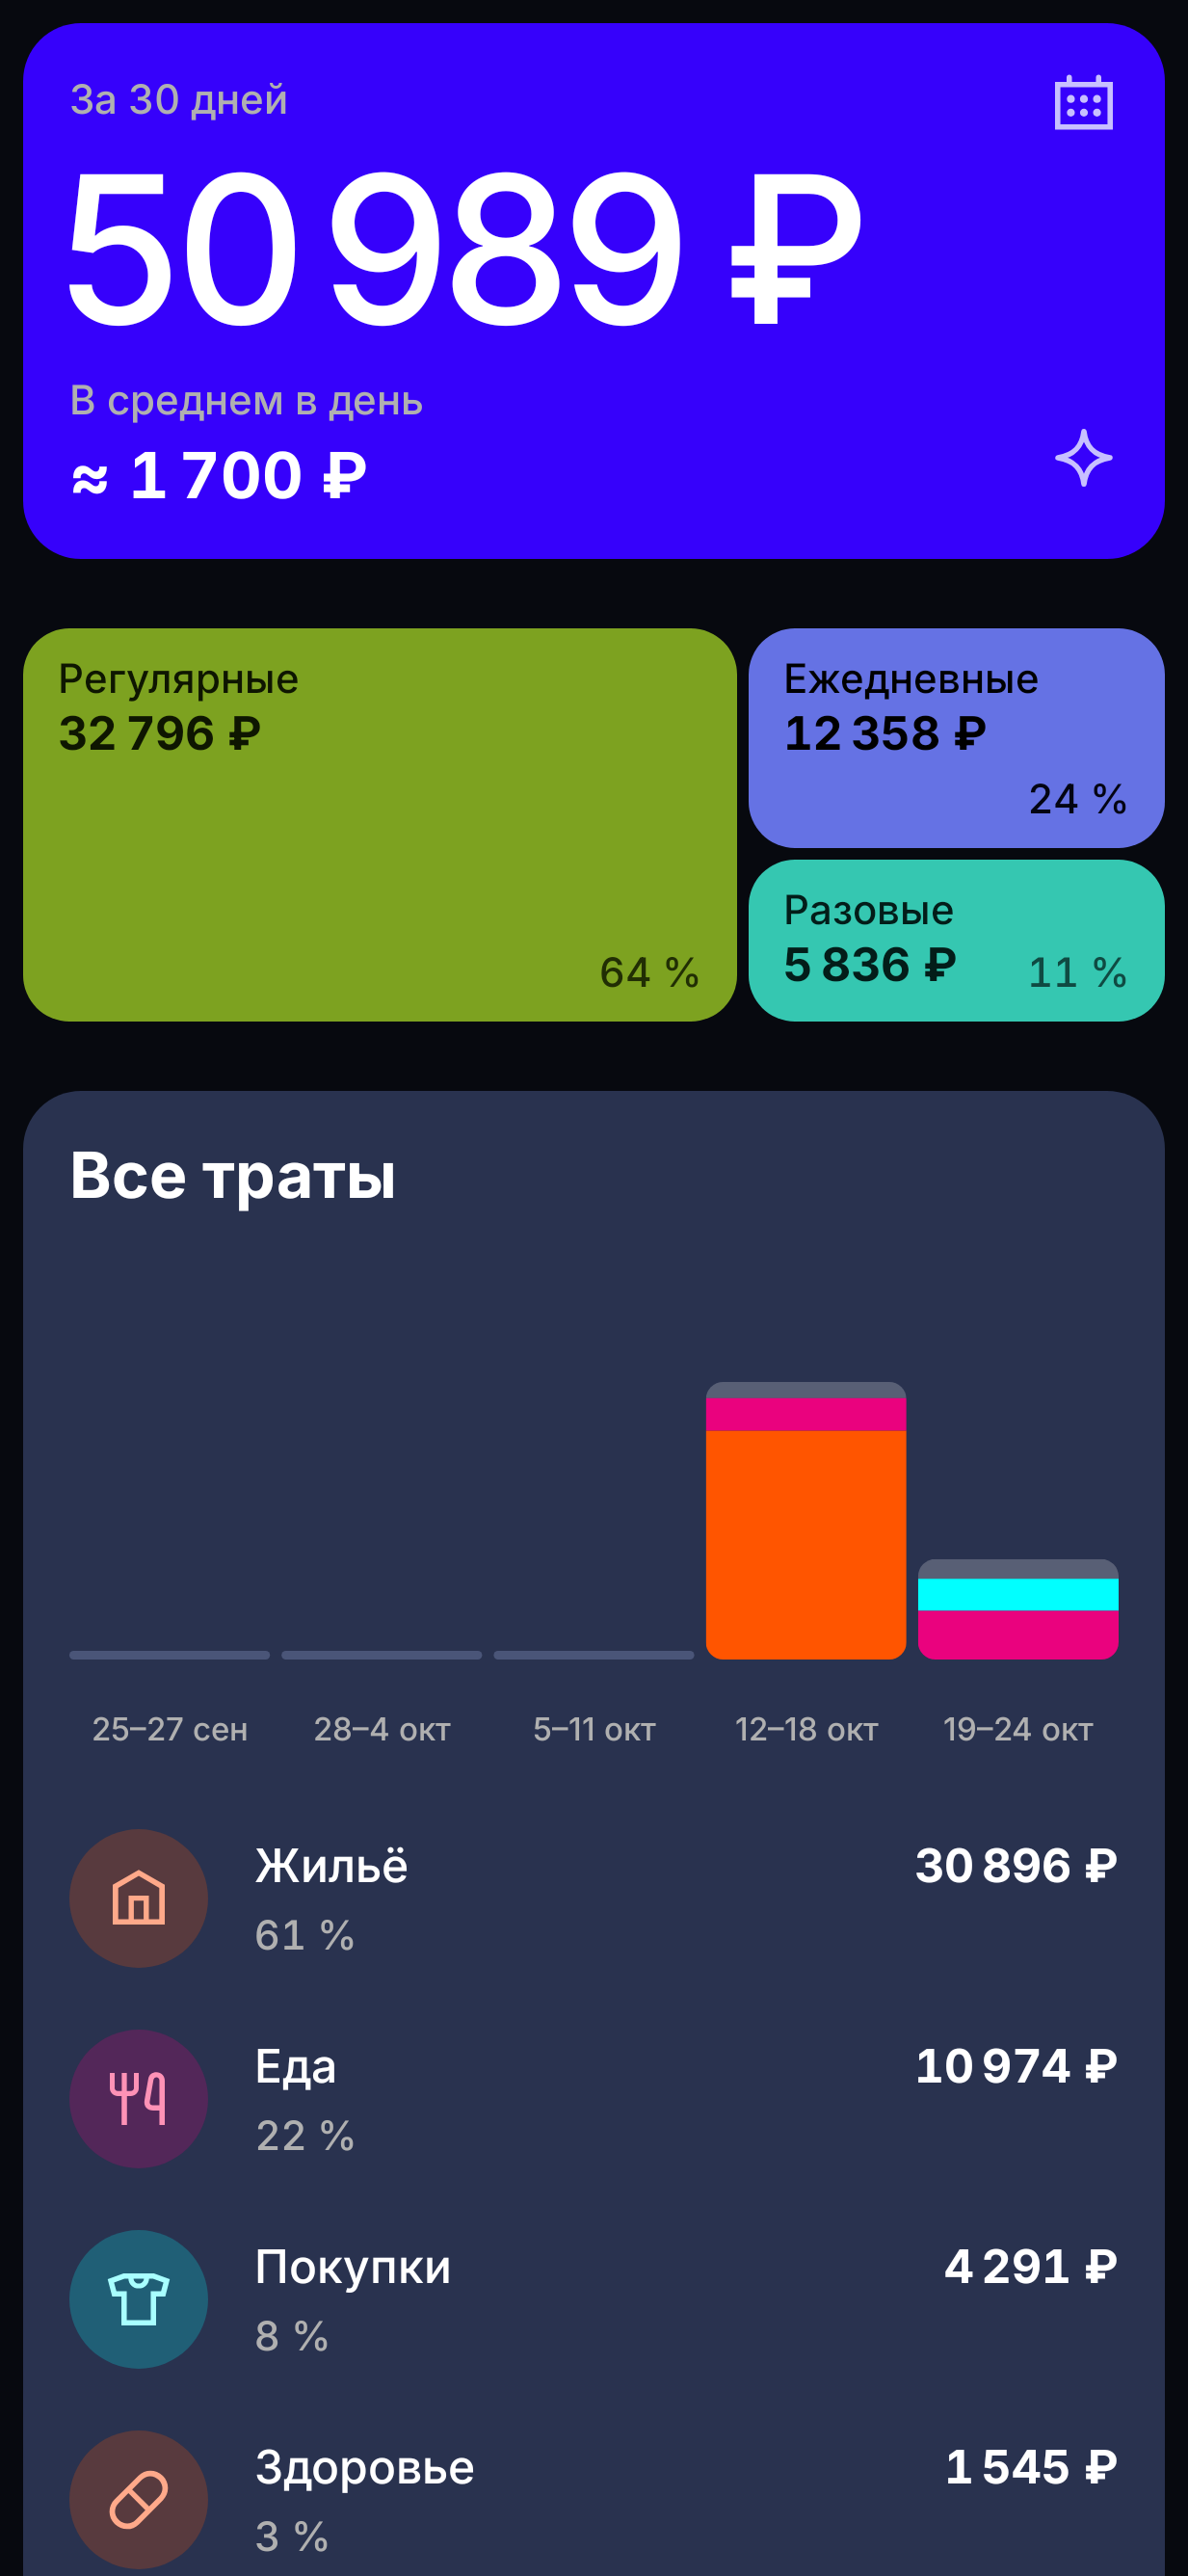 За 30 дней
50 989 ₽
В среднем в день
≈ 1 700 ₽
Регулярные
32 796 ₽
64 %
Ежедневные
12 358 ₽
24 %
Разовые
5 836 ₽
11 %
Все траты
25–27 сен
28–4 окт
5–11 окт
12–18 окт
19–24 окт
Жильё
30 896 ₽
61 %
Еда
10 974 ₽
22 %
Покупки
4 291 ₽
8 %
Здоровье
1 545 ₽
3 %